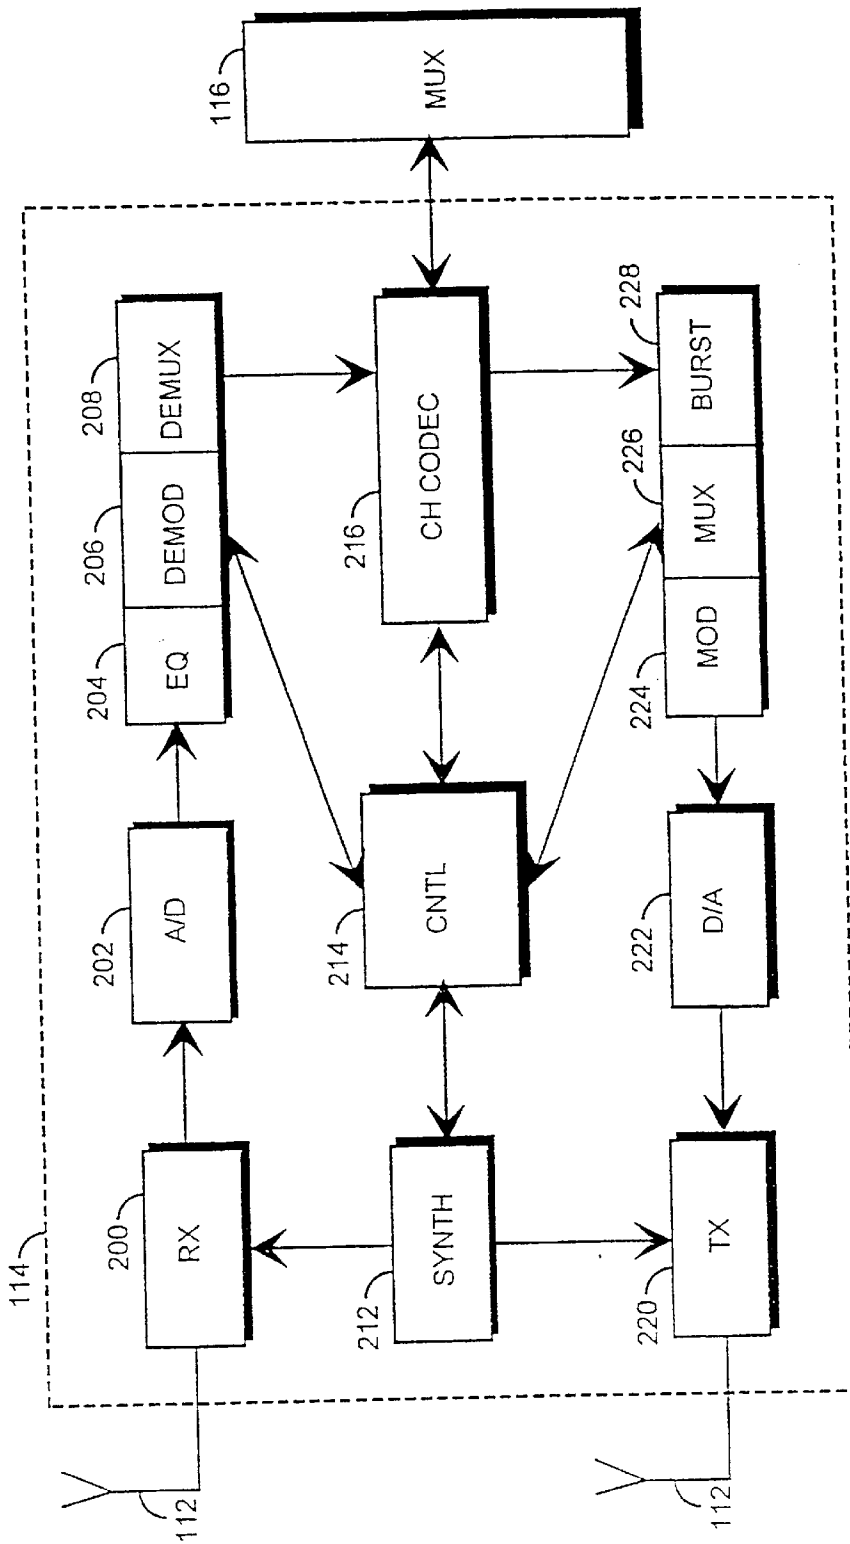 114
112
200
RX
202
A/D
204
EQ
206
DEMOD
208
DEMUX
212
SYNTH
214
CNTL
216
CH CODEC
116
MUX
112
220
TX
222
D/A
224
MOD
226
MUX
228
BURST